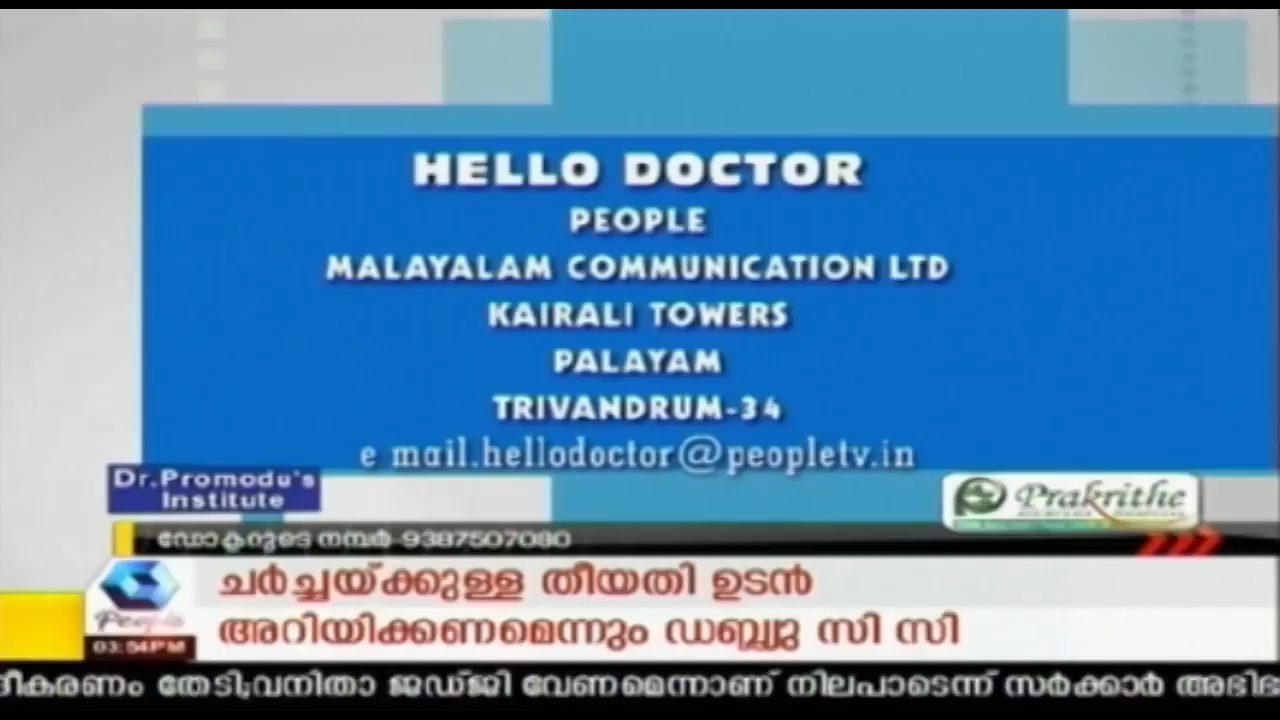 HELLO DOCTOR
PEOPLE
MALAYALAM COMMUNICATION LTD
KAIRALI TOWERS
PALAYAM
TRIVANDRUM-34
e mail.hellodoctor@peopletv.in
Dr.Promodu's
Institute
Prakrithe
ഡോക്ടറുടെ നമ്പർ-9387507080
ചർച്ചയ്ക്കുള്ള തീയതി ഉടൻ
അറിയിക്കണമെന്നും ഡബ്ല്യു സി സി
People
03:54PM
ദീകരണം തേടി;വനിതാ ജഡ്ജി വേണമെന്നാണ് നിലപാടെന്ന് സർക്കാർ അഭിഭ